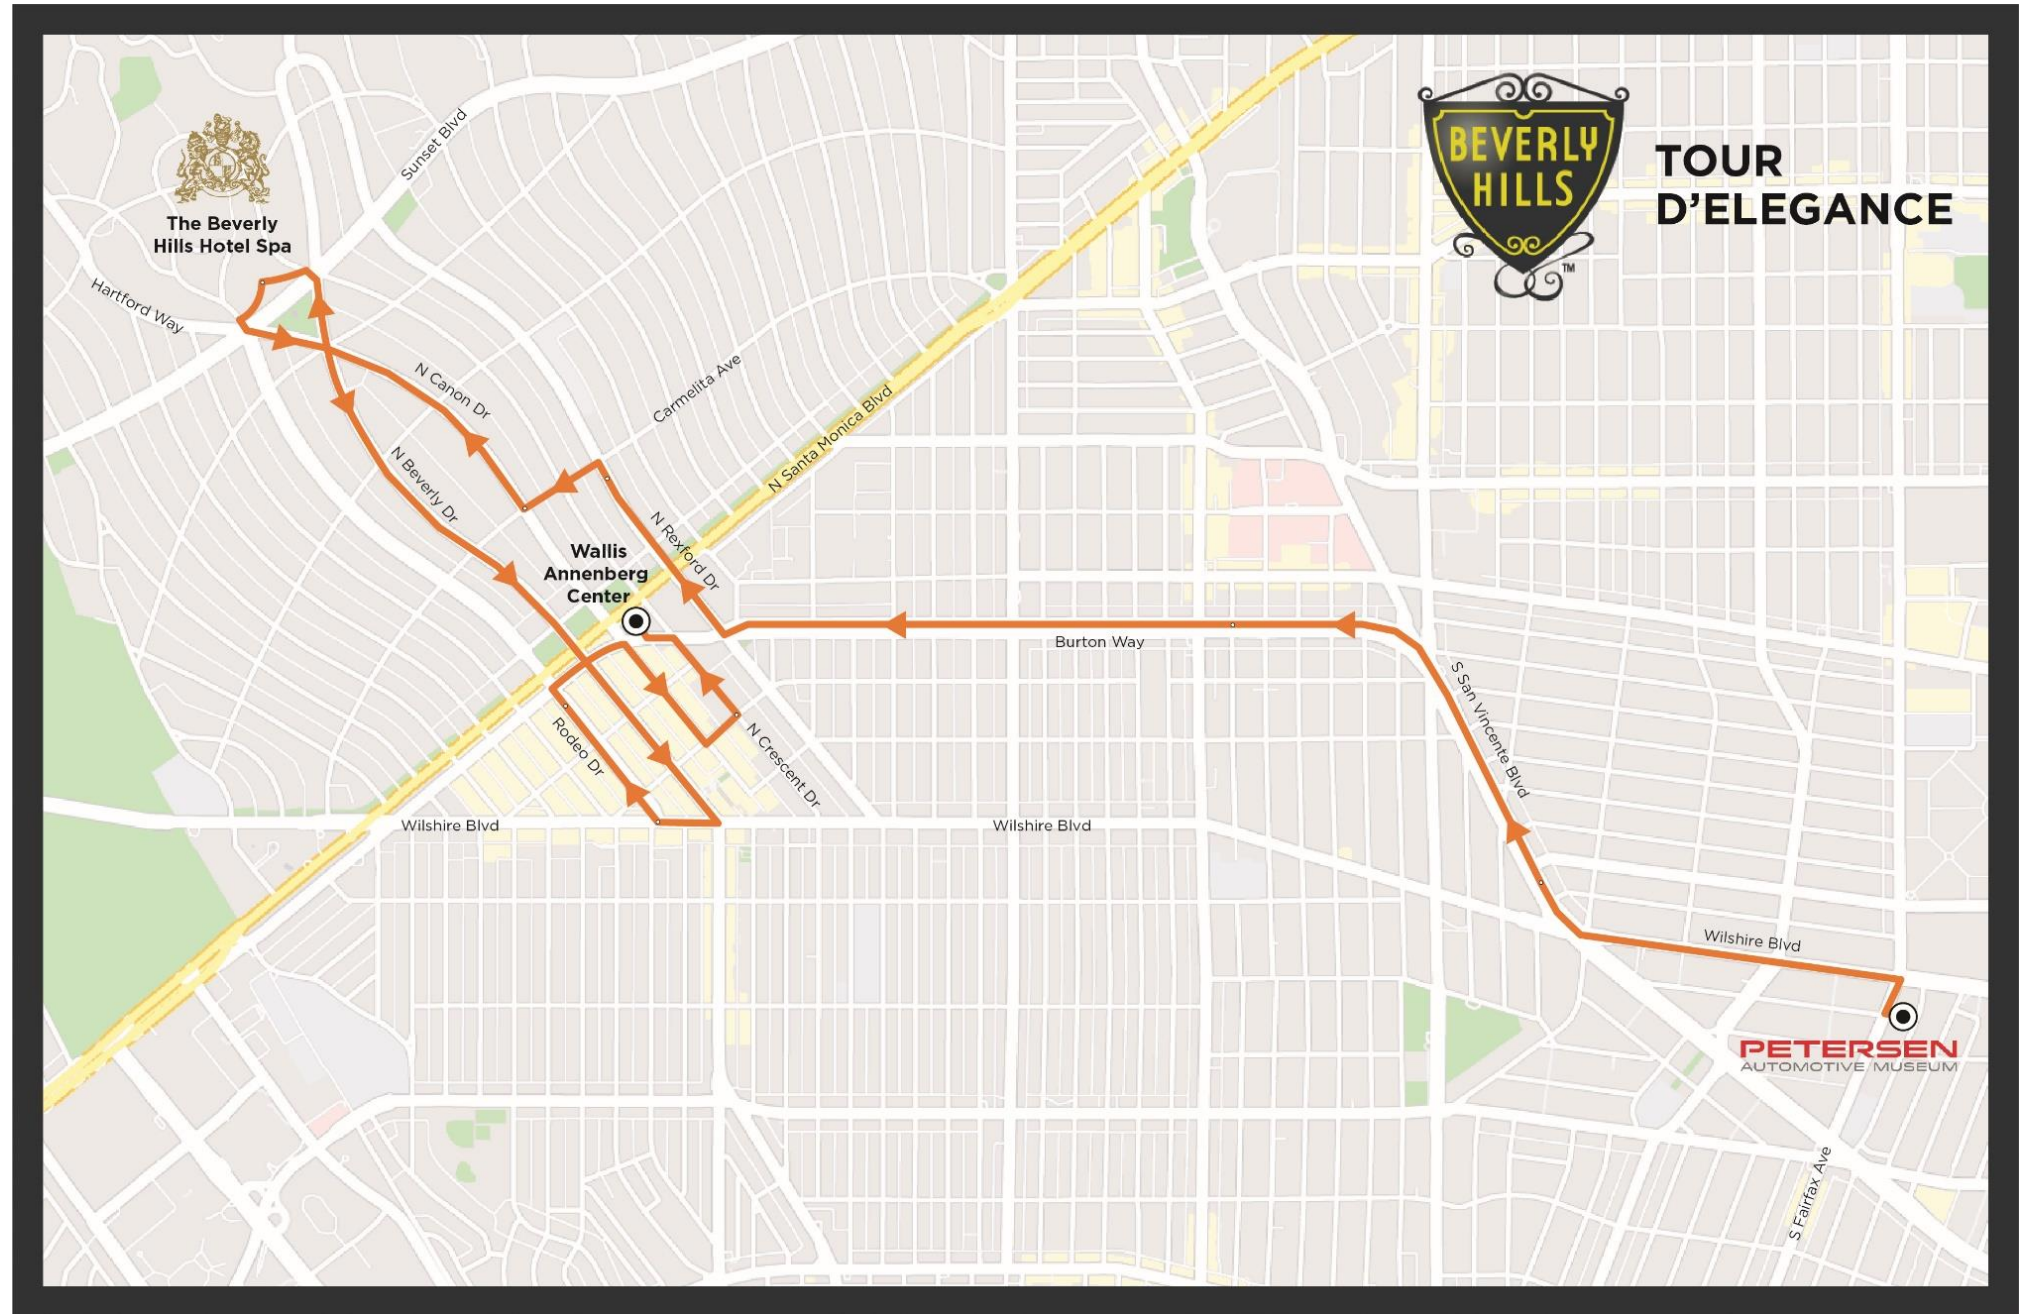 BEVERLY
HILLS
TM
TOUR
D'ELEGANCE
Sunset Blvd
The Beverly
Hills Hotel Spa
Hartford Way
N Canon Dr
Carmelita Ave
N Santa Monica Blvd
N Beverly Dr
N Rexford Dr
Wallis
Annenberg
Center
Burton Way
S San Vincente Blvd
Rodeo Dr
N Crescent Dr
Wilshire Blvd
Wilshire Blvd
Wilshire Blvd
PETERSEN
AUTOMOTIVE MUSEUM
S Fairfax Ave